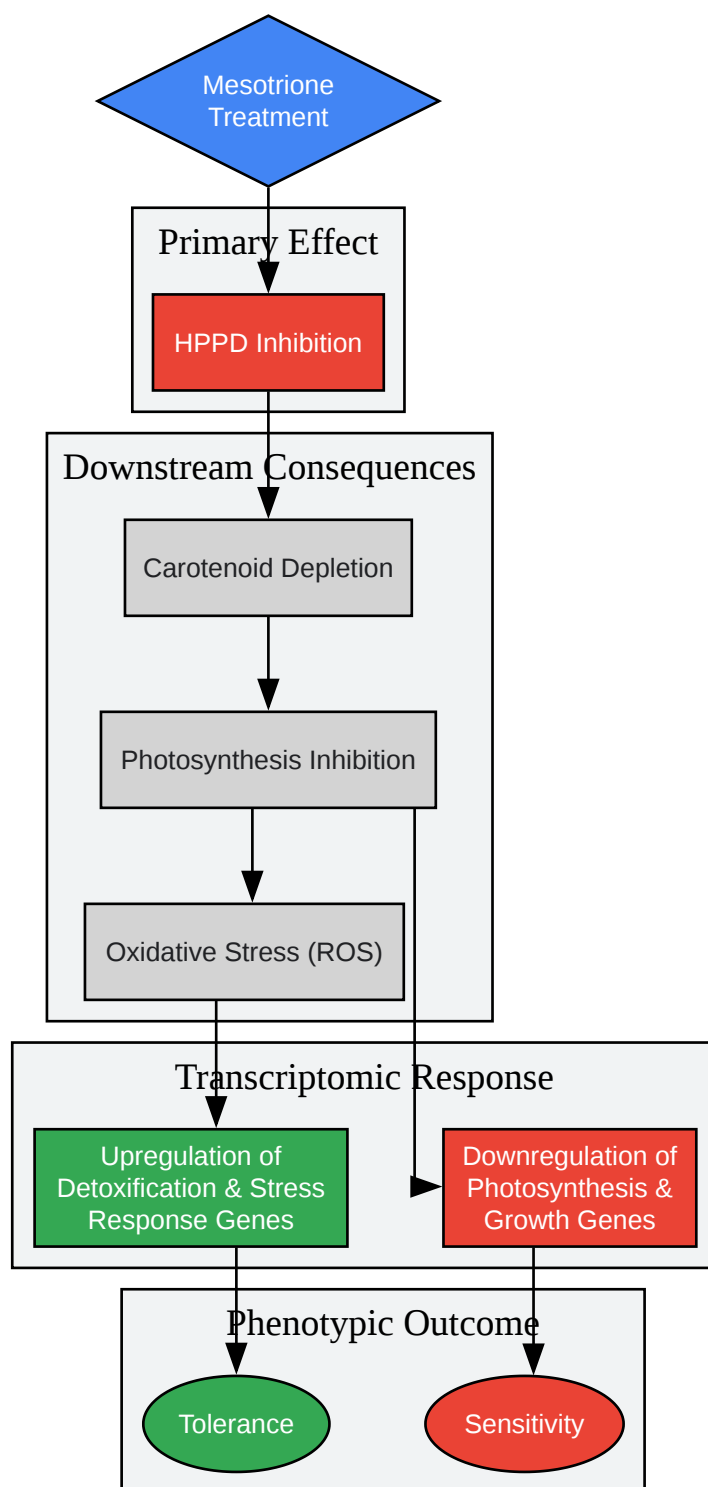 Mesotrione
Treatment
Primary Effect
HPPD Inhibition
Downstream Consequences
Carotenoid Depletion
Photosynthesis Inhibition
Oxidative Stress (ROS)
Transcriptomic Response
Upregulation of
Detoxification & Stress
Response Genes
Downregulation of
Photosynthesis &
Growth Genes
Phenotypic Outcome
Tolerance
Sensitivity